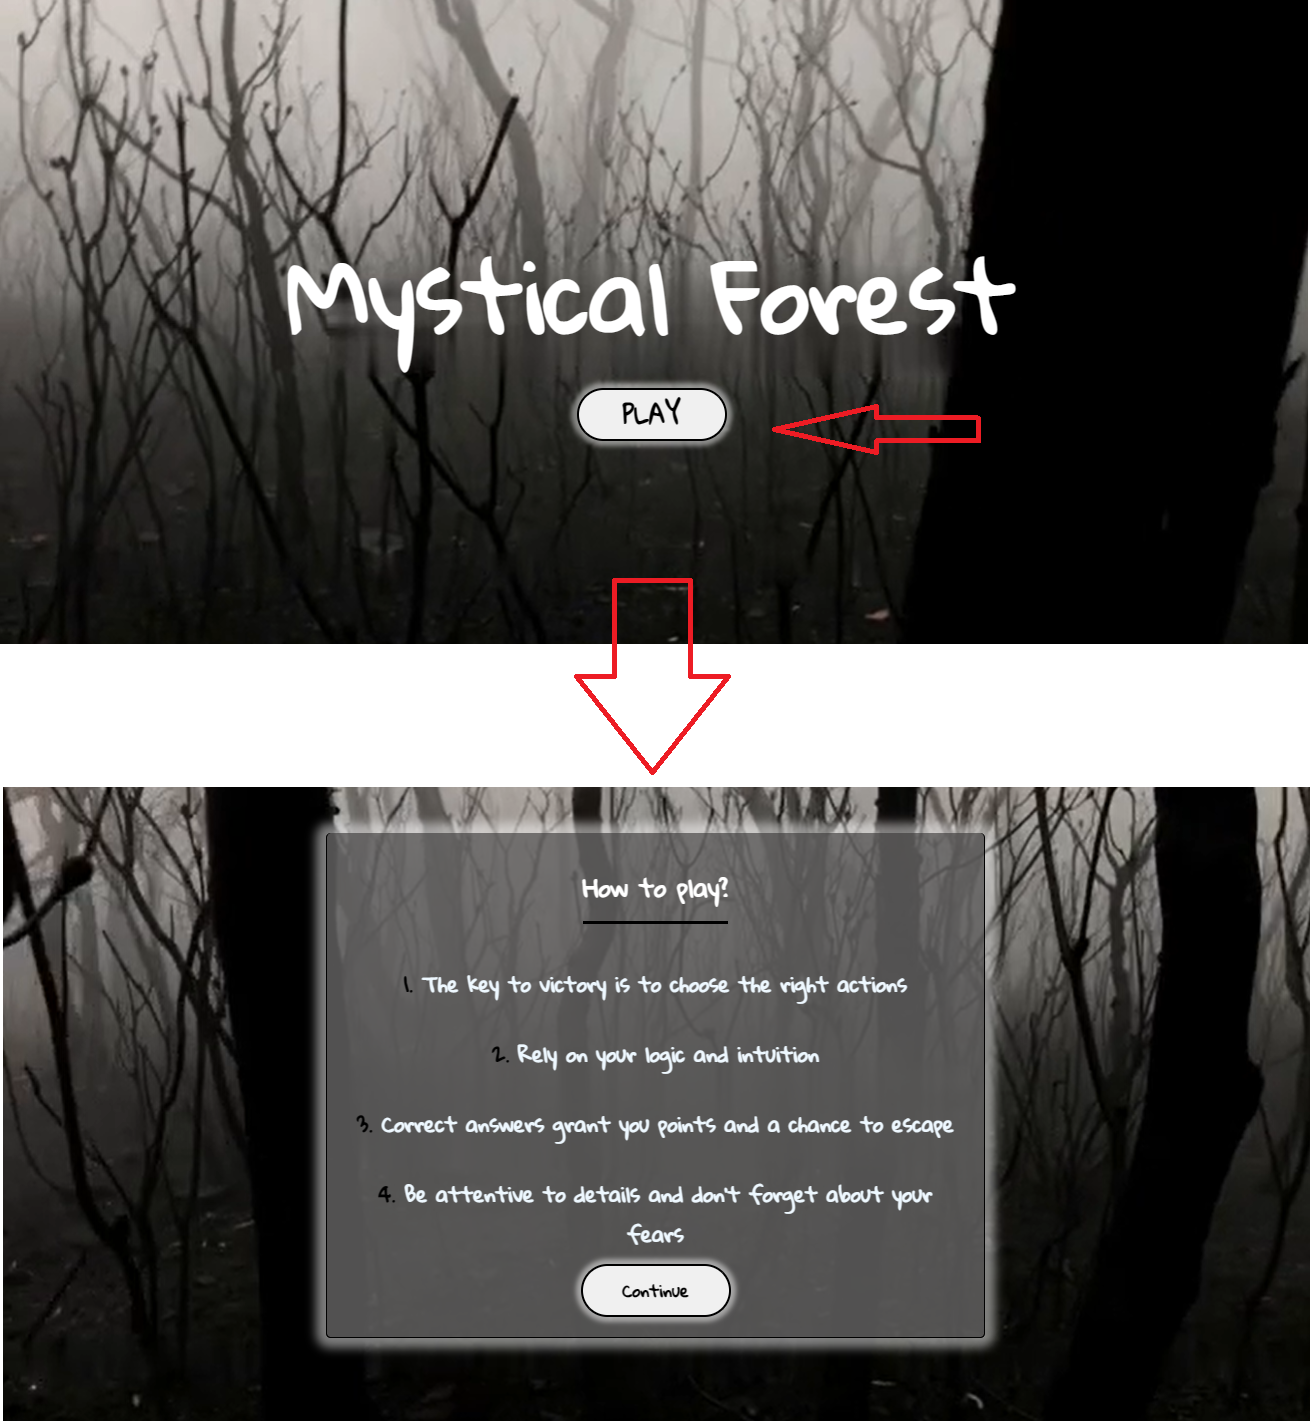 Mystical Forest
PLAY
How to play?
1. The key to victory is to choose the right actions
2. Rely on your logic and intuition
3. Correct answers grant you points and a chance to escape
4. Be attentive to details and don't forget about your
fears
Continue